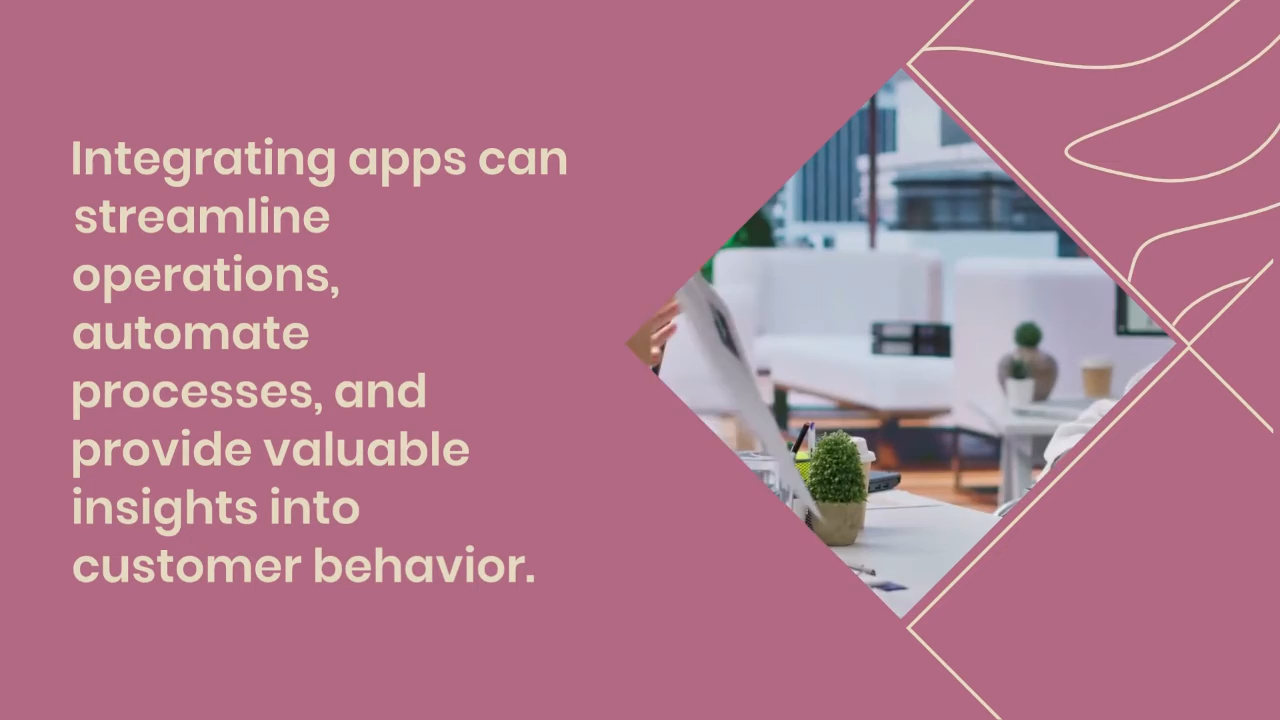 Integrating apps can
streamline
operations,
automate
processes, and
provide valuable
insights into
customer behavior.